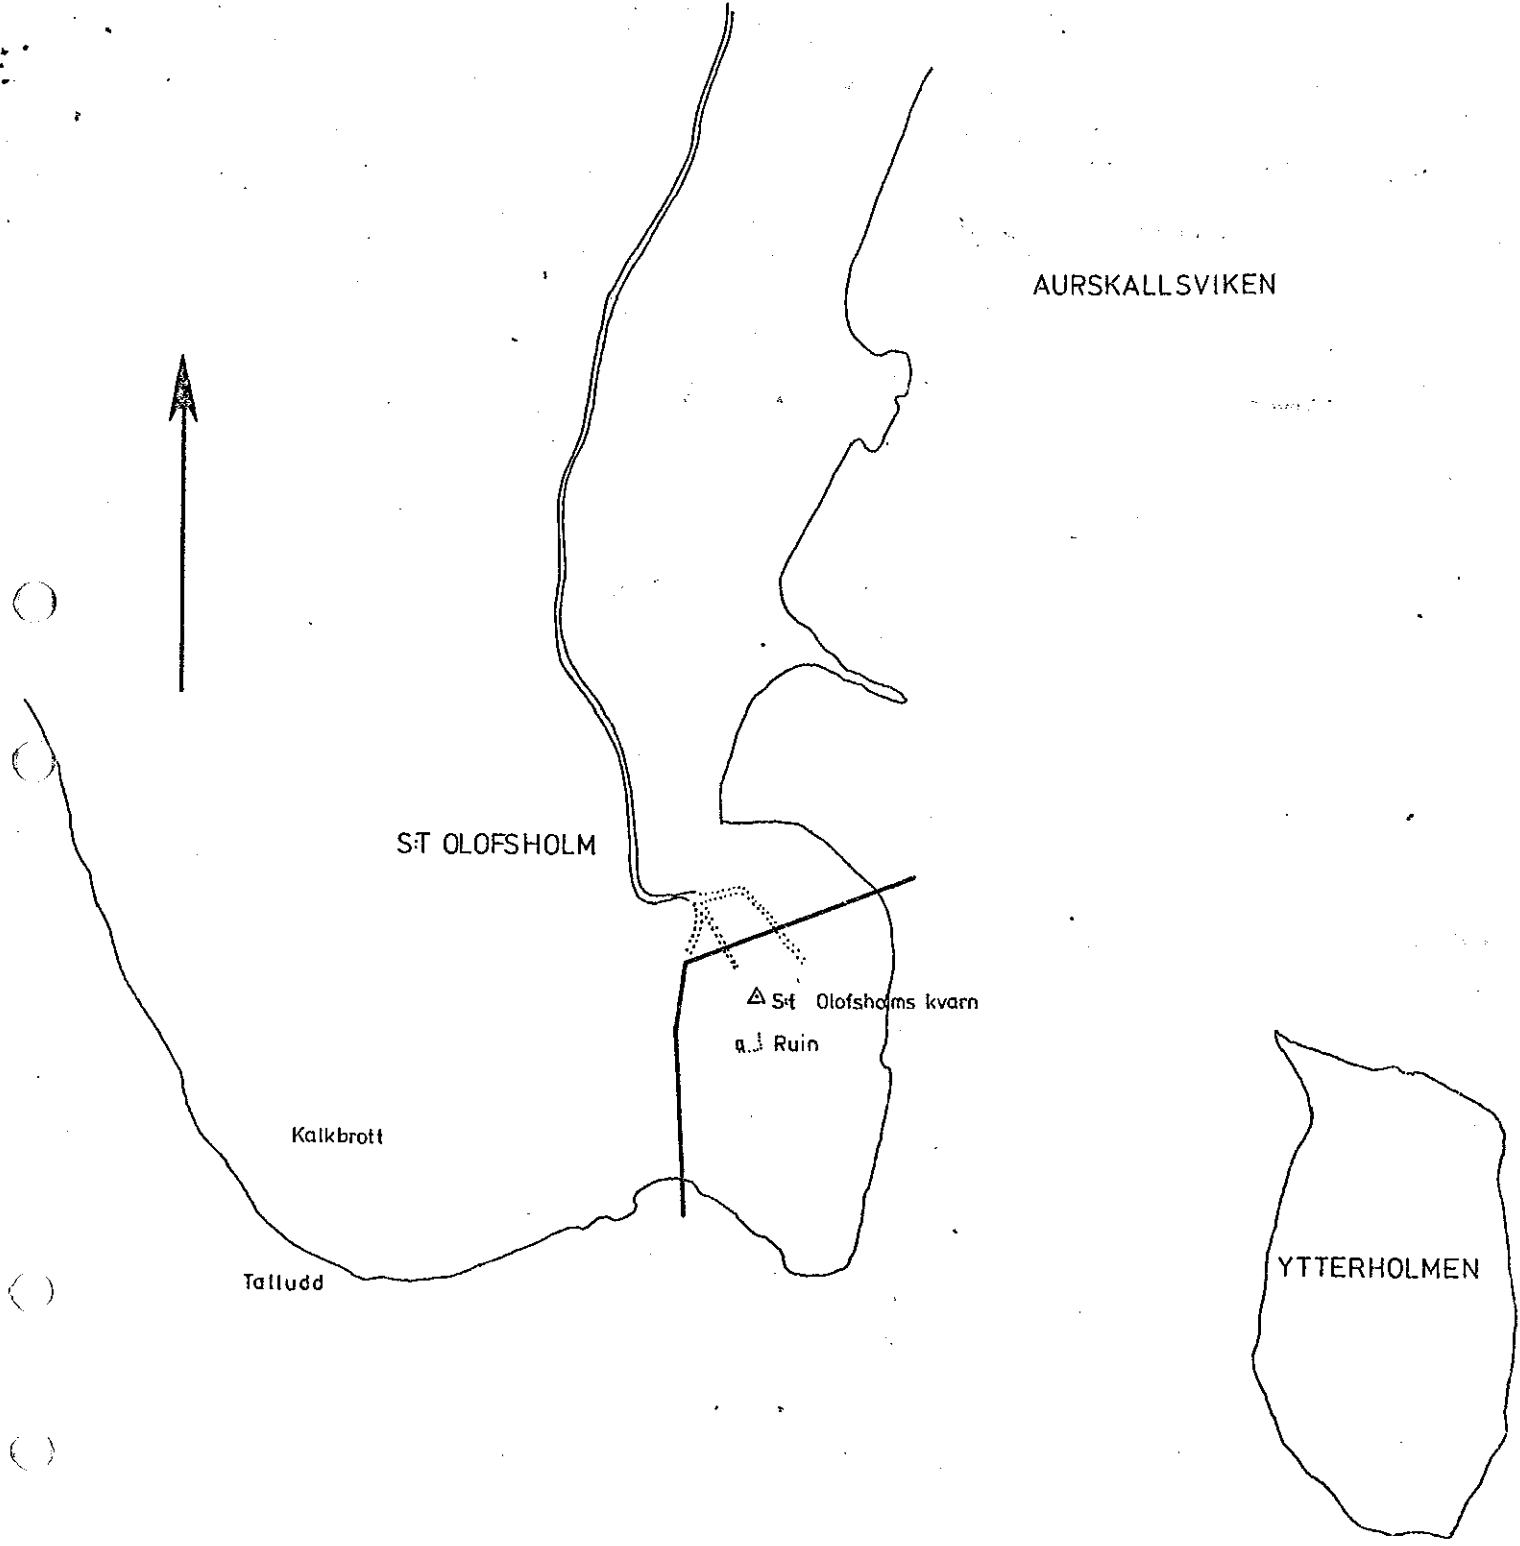 AURSKALLSVIKEN
S:T OLOFSHOLM
S:t Olofsholms kvarn
Ruin
Kalkbrott
YTTERHOLMEN
Talludd